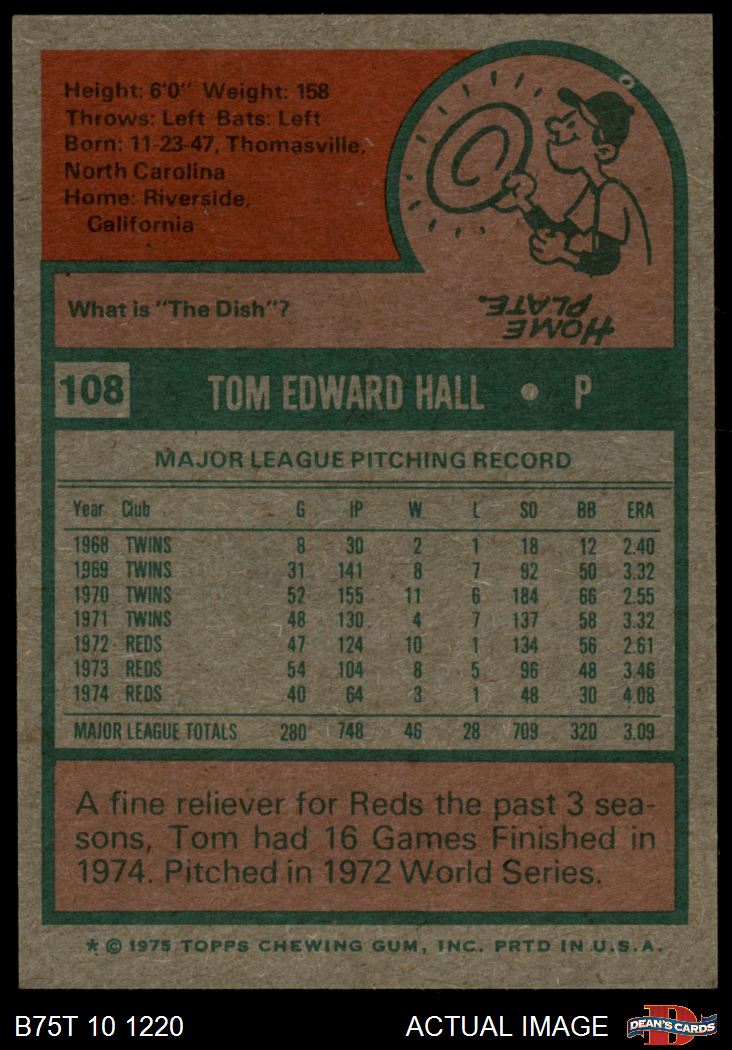 Height: 6'0" Weight: 158
Throws: Left Bats: Left
Born: 11-23-47, Thomasville,
North Carolina
Home: Riverside,
California
What is "The Dish"?
HOME
PLATE.
108 TOM EDWARD HALL • P
MAJOR LEAGUE PITCHING RECORD
Year Club G IP W L SO BB ERA
1968 TWINS 8 30 2 1 18 12 2.40
1969 TWINS 31 141 8 7 92 50 3.32
1970 TWINS 52 155 11 6 184 66 2.55
1971 TWINS 48 130 4 7 137 58 3.32
1972 REDS 47 124 10 1 134 56 2.61
1973 REDS 54 104 8 5 96 48 3.46
1974 REDS 40 64 3 1 48 30 4.08
MAJOR LEAGUE TOTALS 280 748 46 28 709 320 3.09
A fine reliever for Reds the past 3 sea-
sons, Tom had 16 Games Finished in
1974. Pitched in 1972 World Series.
* © 1975 TOPPS CHEWING GUM, INC. PRTD IN U.S.A.
B75T 10 1220 ACTUAL IMAGE DEAN'S CARDS